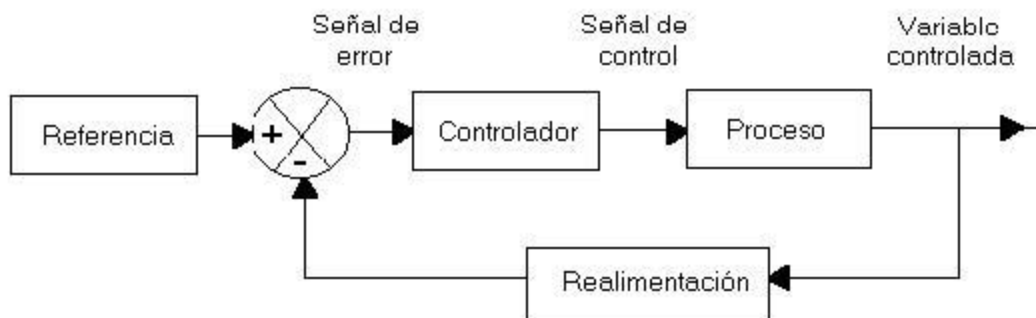 Señal de
error
Señal de
control
Variable
controlada
Referencia
+
-
Controlador
Proceso
Realimentación